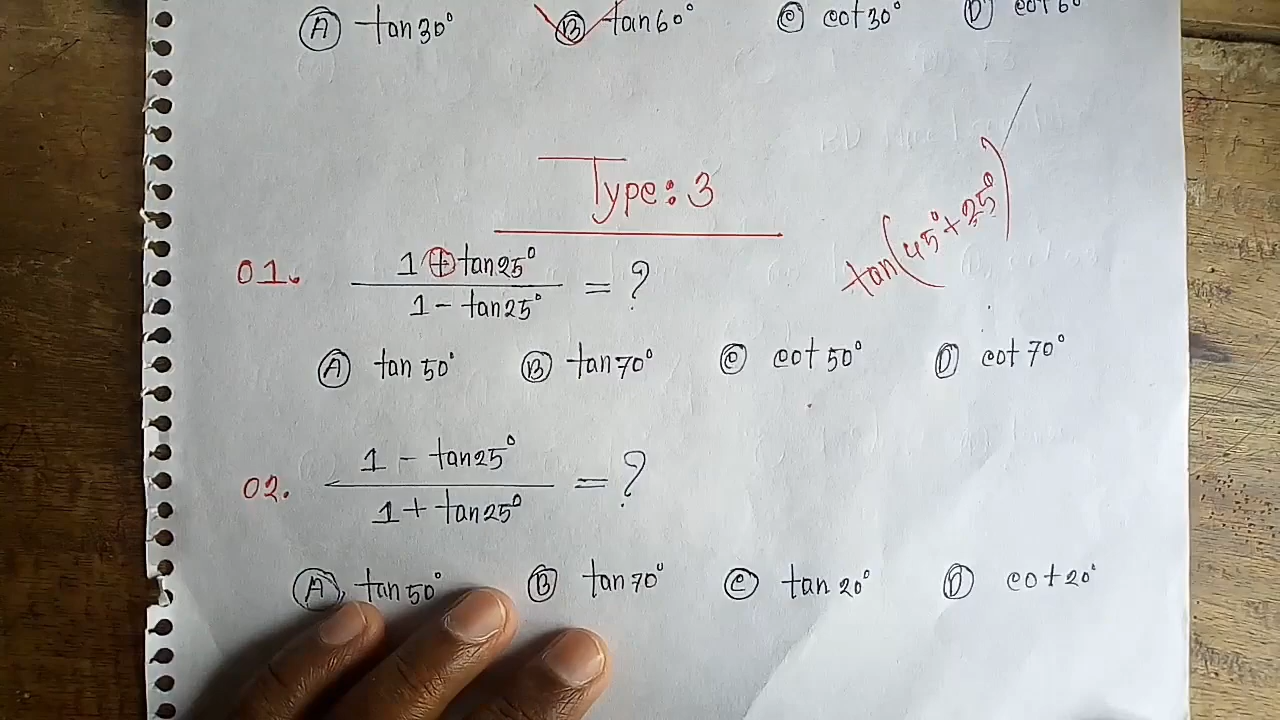 Ⓐ tan30° Ⓑ tan60° Ⓒ cot30° Ⓓ cot6
Type: 3
tan(45°+25°)
01. 1 + tan25° / 1 - tan25° = ?
Ⓐ tan50° Ⓑ tan70° Ⓒ cot50° Ⓓ cot70°
02. 1 - tan25° / 1 + tan25° = ?
Ⓐ tan50° Ⓑ tan70° Ⓒ tan20° Ⓓ cot20°